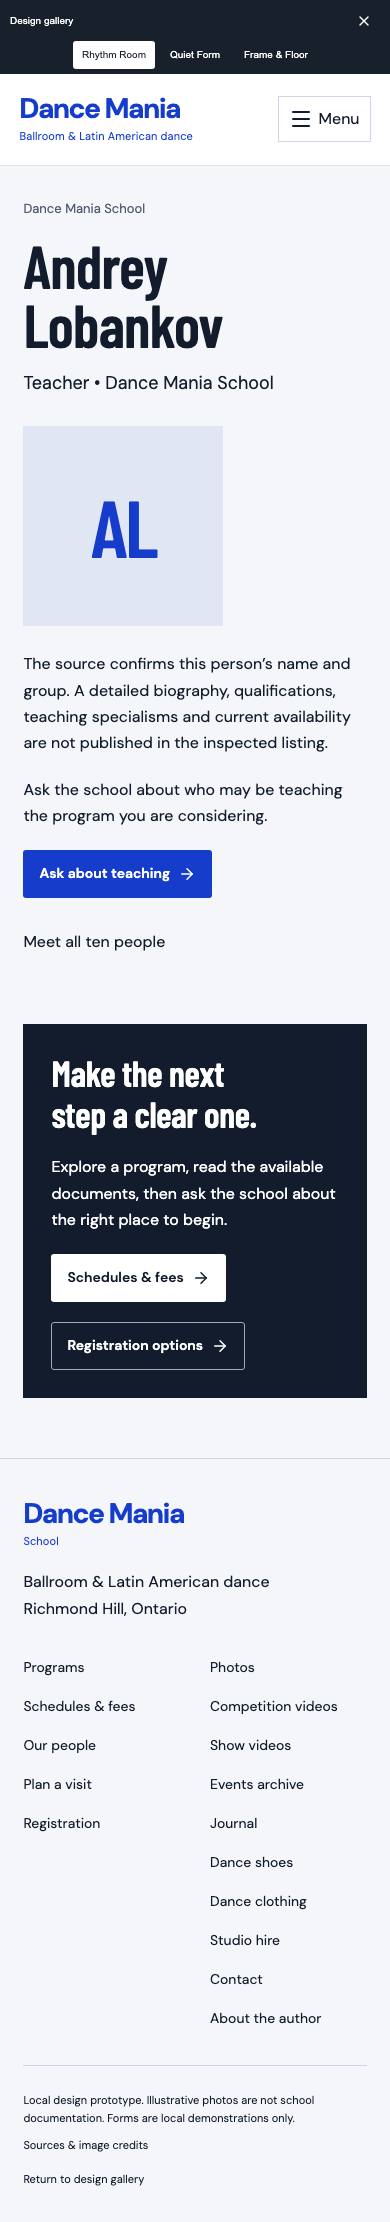 Design gallery
Rhythm Room Quiet Form Frame & Floor
Dance Mania
Ballroom & Latin American dance
Menu
Dance Mania School
Andrey
Lobankov
Teacher • Dance Mania School
AL
The source confirms this person’s name and
group. A detailed biography, qualifications,
teaching specialisms and current availability
are not published in the inspected listing.
Ask the school about who may be teaching
the program you are considering.
Ask about teaching →
Meet all ten people
Make the next
step a clear one.
Explore a program, read the available
documents, then ask the school about
the right place to begin.
Schedules & fees →
Registration options →
Dance Mania
School
Ballroom & Latin American dance
Richmond Hill, Ontario
Programs
Schedules & fees
Our people
Plan a visit
Registration
Photos
Competition videos
Show videos
Events archive
Journal
Dance shoes
Dance clothing
Studio hire
Contact
About the author
Local design prototype. Illustrative photos are not school
documentation. Forms are local demonstrations only.
Sources & image credits
Return to design gallery